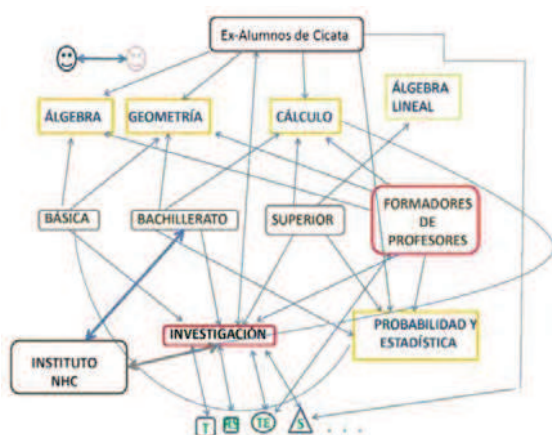 Ex-Alumnos de Cicata
ÁLGEBRA
GEOMETRÍA
CÁLCULO
ÁLGEBRA
LINEAL
BÁSICA
BACHILLERATO
SUPERIOR
FORMADORES
DE
PROFESORES
INVESTIGACIÓN
PROBABILIDAD Y
ESTADÍSTICA
INSTITUTO
NHC
T
RS
TE
S
. . .